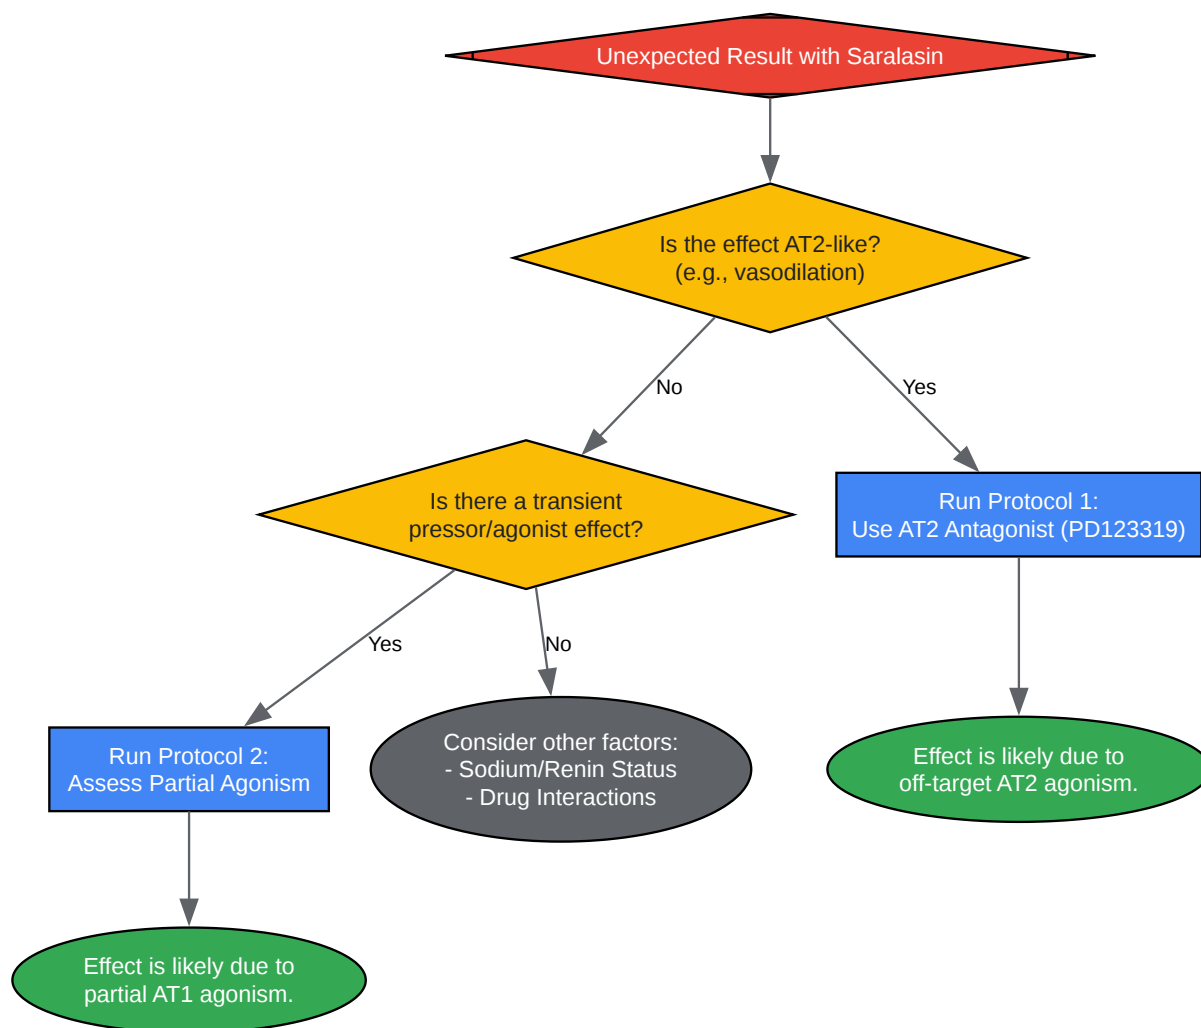 Unexpected Result with Saralasin
Is the effect AT2-like?
(e.g., vasodilation)
No
Yes
Is there a transient
pressor/agonist effect?
Run Protocol 1:
Use AT2 Antagonist (PD123319)
Yes
No
Run Protocol 2:
Assess Partial Agonism
Consider other factors:
- Sodium/Renin Status
- Drug Interactions
Effect is likely due to
off-target AT2 agonism.
Effect is likely due to
partial AT1 agonism.